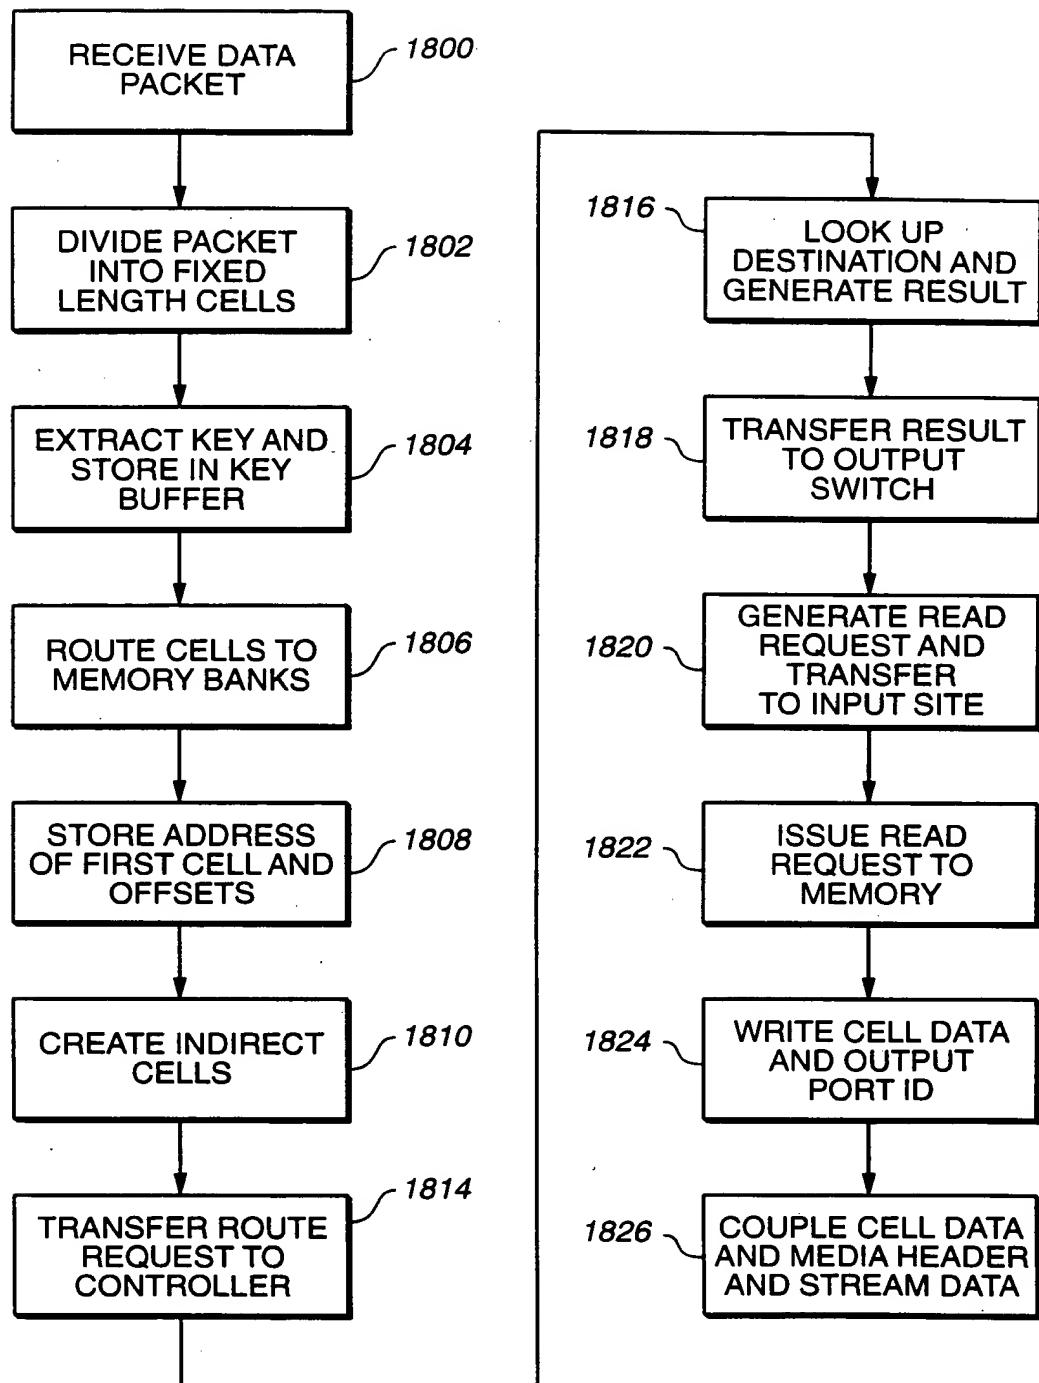 RECEIVE DATA
PACKET
1800
DIVIDE PACKET
INTO FIXED
LENGTH CELLS
1802
EXTRACT KEY AND
STORE IN KEY
BUFFER
1804
ROUTE CELLS TO
MEMORY BANKS
1806
STORE ADDRESS
OF FIRST CELL AND
OFFSETS
1808
CREATE INDIRECT
CELLS
1810
TRANSFER ROUTE
REQUEST TO
CONTROLLER
1814
1816
LOOK UP
DESTINATION AND
GENERATE RESULT
1818
TRANSFER RESULT
TO OUTPUT
SWITCH
1820
GENERATE READ
REQUEST AND
TRANSFER
TO INPUT SITE
1822
ISSUE READ
REQUEST TO
MEMORY
1824
WRITE CELL DATA
AND OUTPUT
PORT ID
1826
COUPLE CELL DATA
AND MEDIA HEADER
AND STREAM DATA